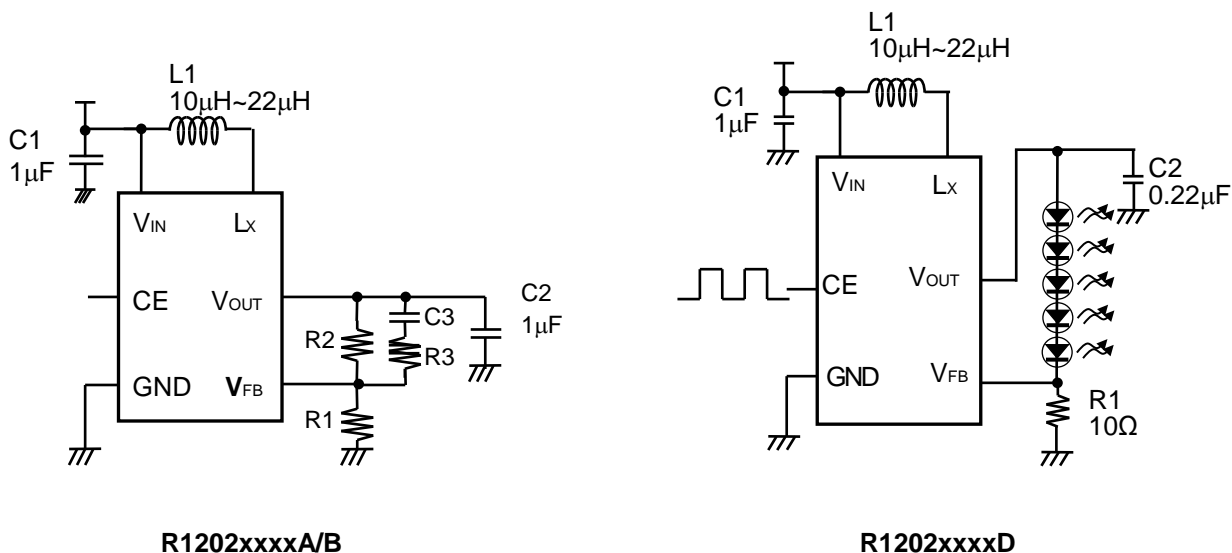 L1
10μH~22μH
C1
1μF
VIN
LX
CE
VOUT
GND
VFB
R2
C3
R3
R1
C2
1μF
R1202xxxxA/B
L1
10μH~22μH
C1
1μF
VIN
LX
CE
VOUT
GND
VFB
C2
0.22μF
R1
10Ω
R1202xxxxD